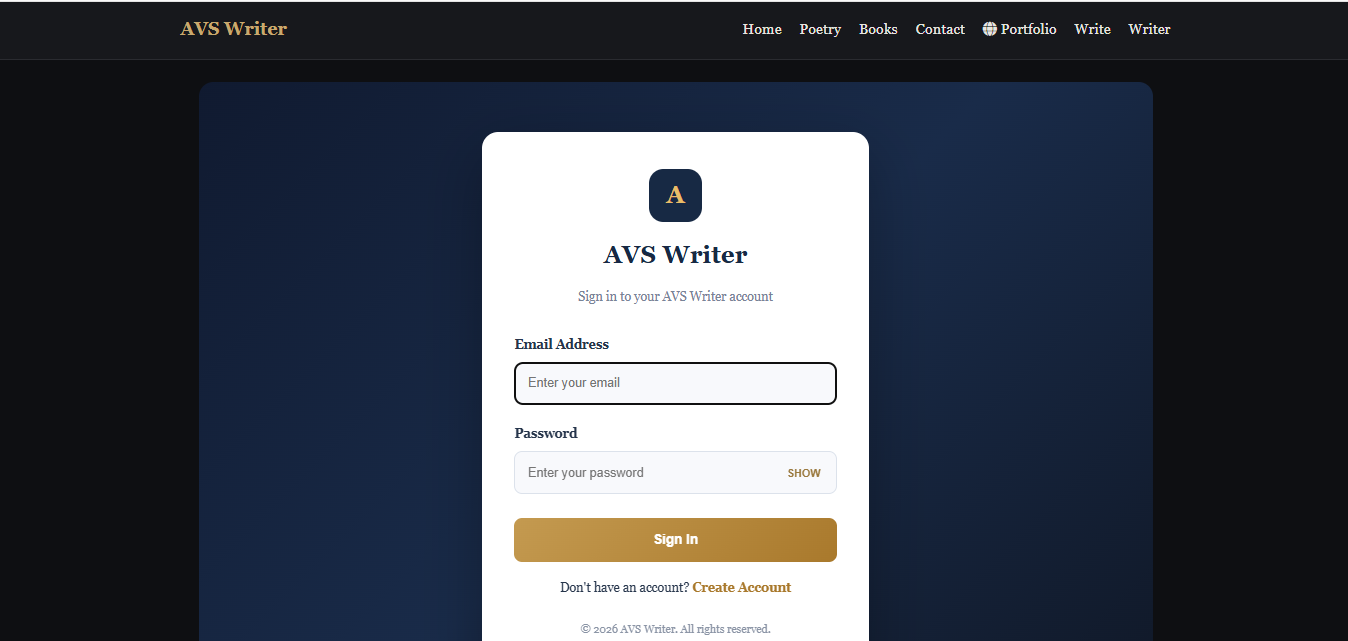 AVS Writer
Home Poetry Books Contact Portfolio Write Writer
A
AVS Writer
Sign in to your AVS Writer account
Email Address
Enter your email
Password
Enter your password SHOW
Sign In
Don't have an account? Create Account
© 2026 AVS Writer. All rights reserved.